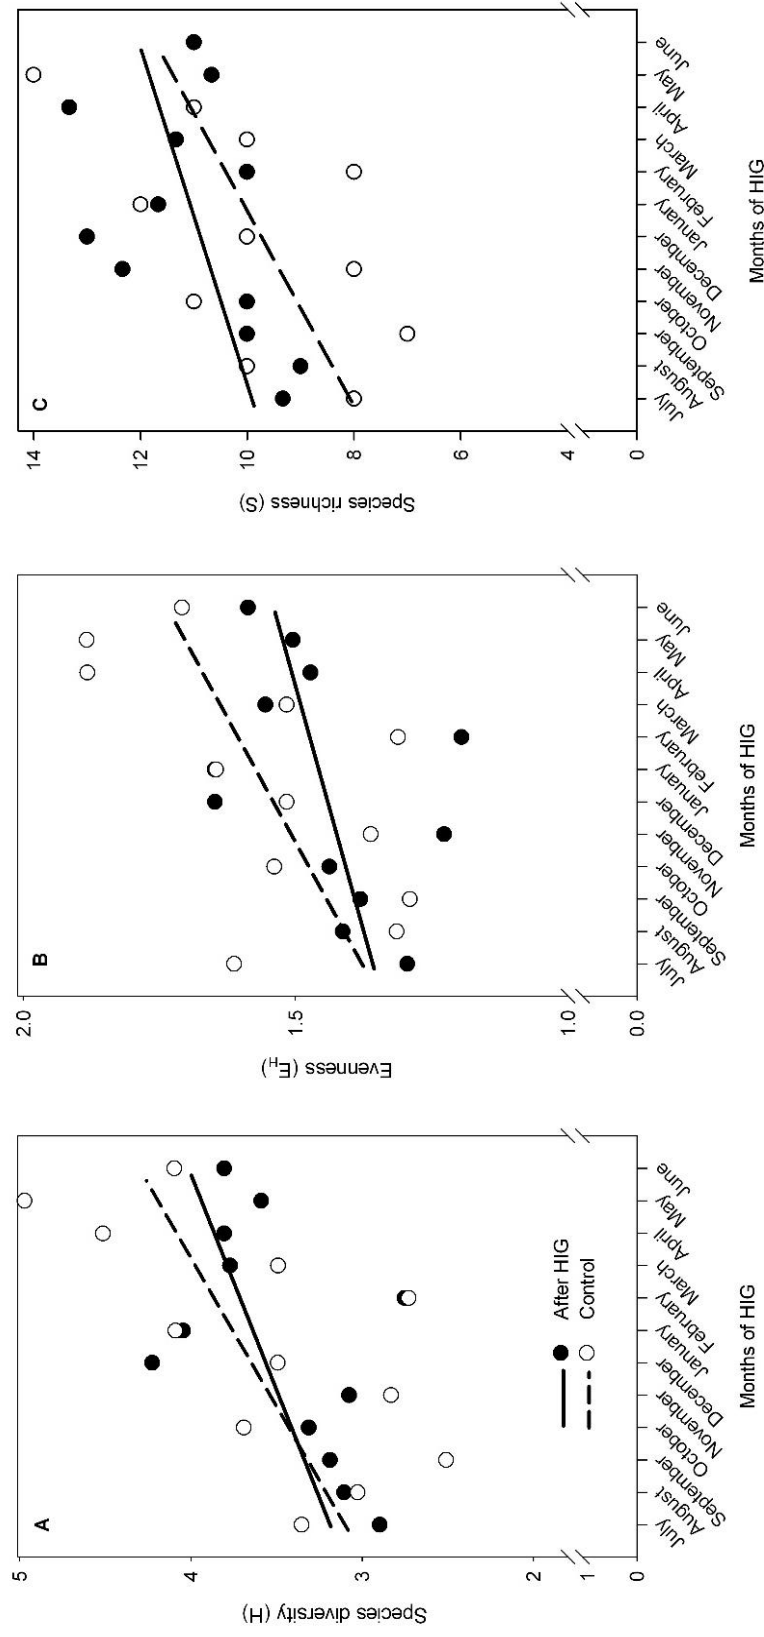 A
Species diversity (H)
5
4
3
2
1
0
July
August
September
October
November
December
January
February
March
April
May
June
Months of HIG
After HIG
Control
B
Evenness (E_H)
2.0
1.5
1.0
0.0
July
August
September
October
November
December
January
February
March
April
May
June
Months of HIG
C
Species richness (S)
14
12
10
8
6
4
0
July
August
September
October
November
December
January
February
March
April
May
June
Months of HIG